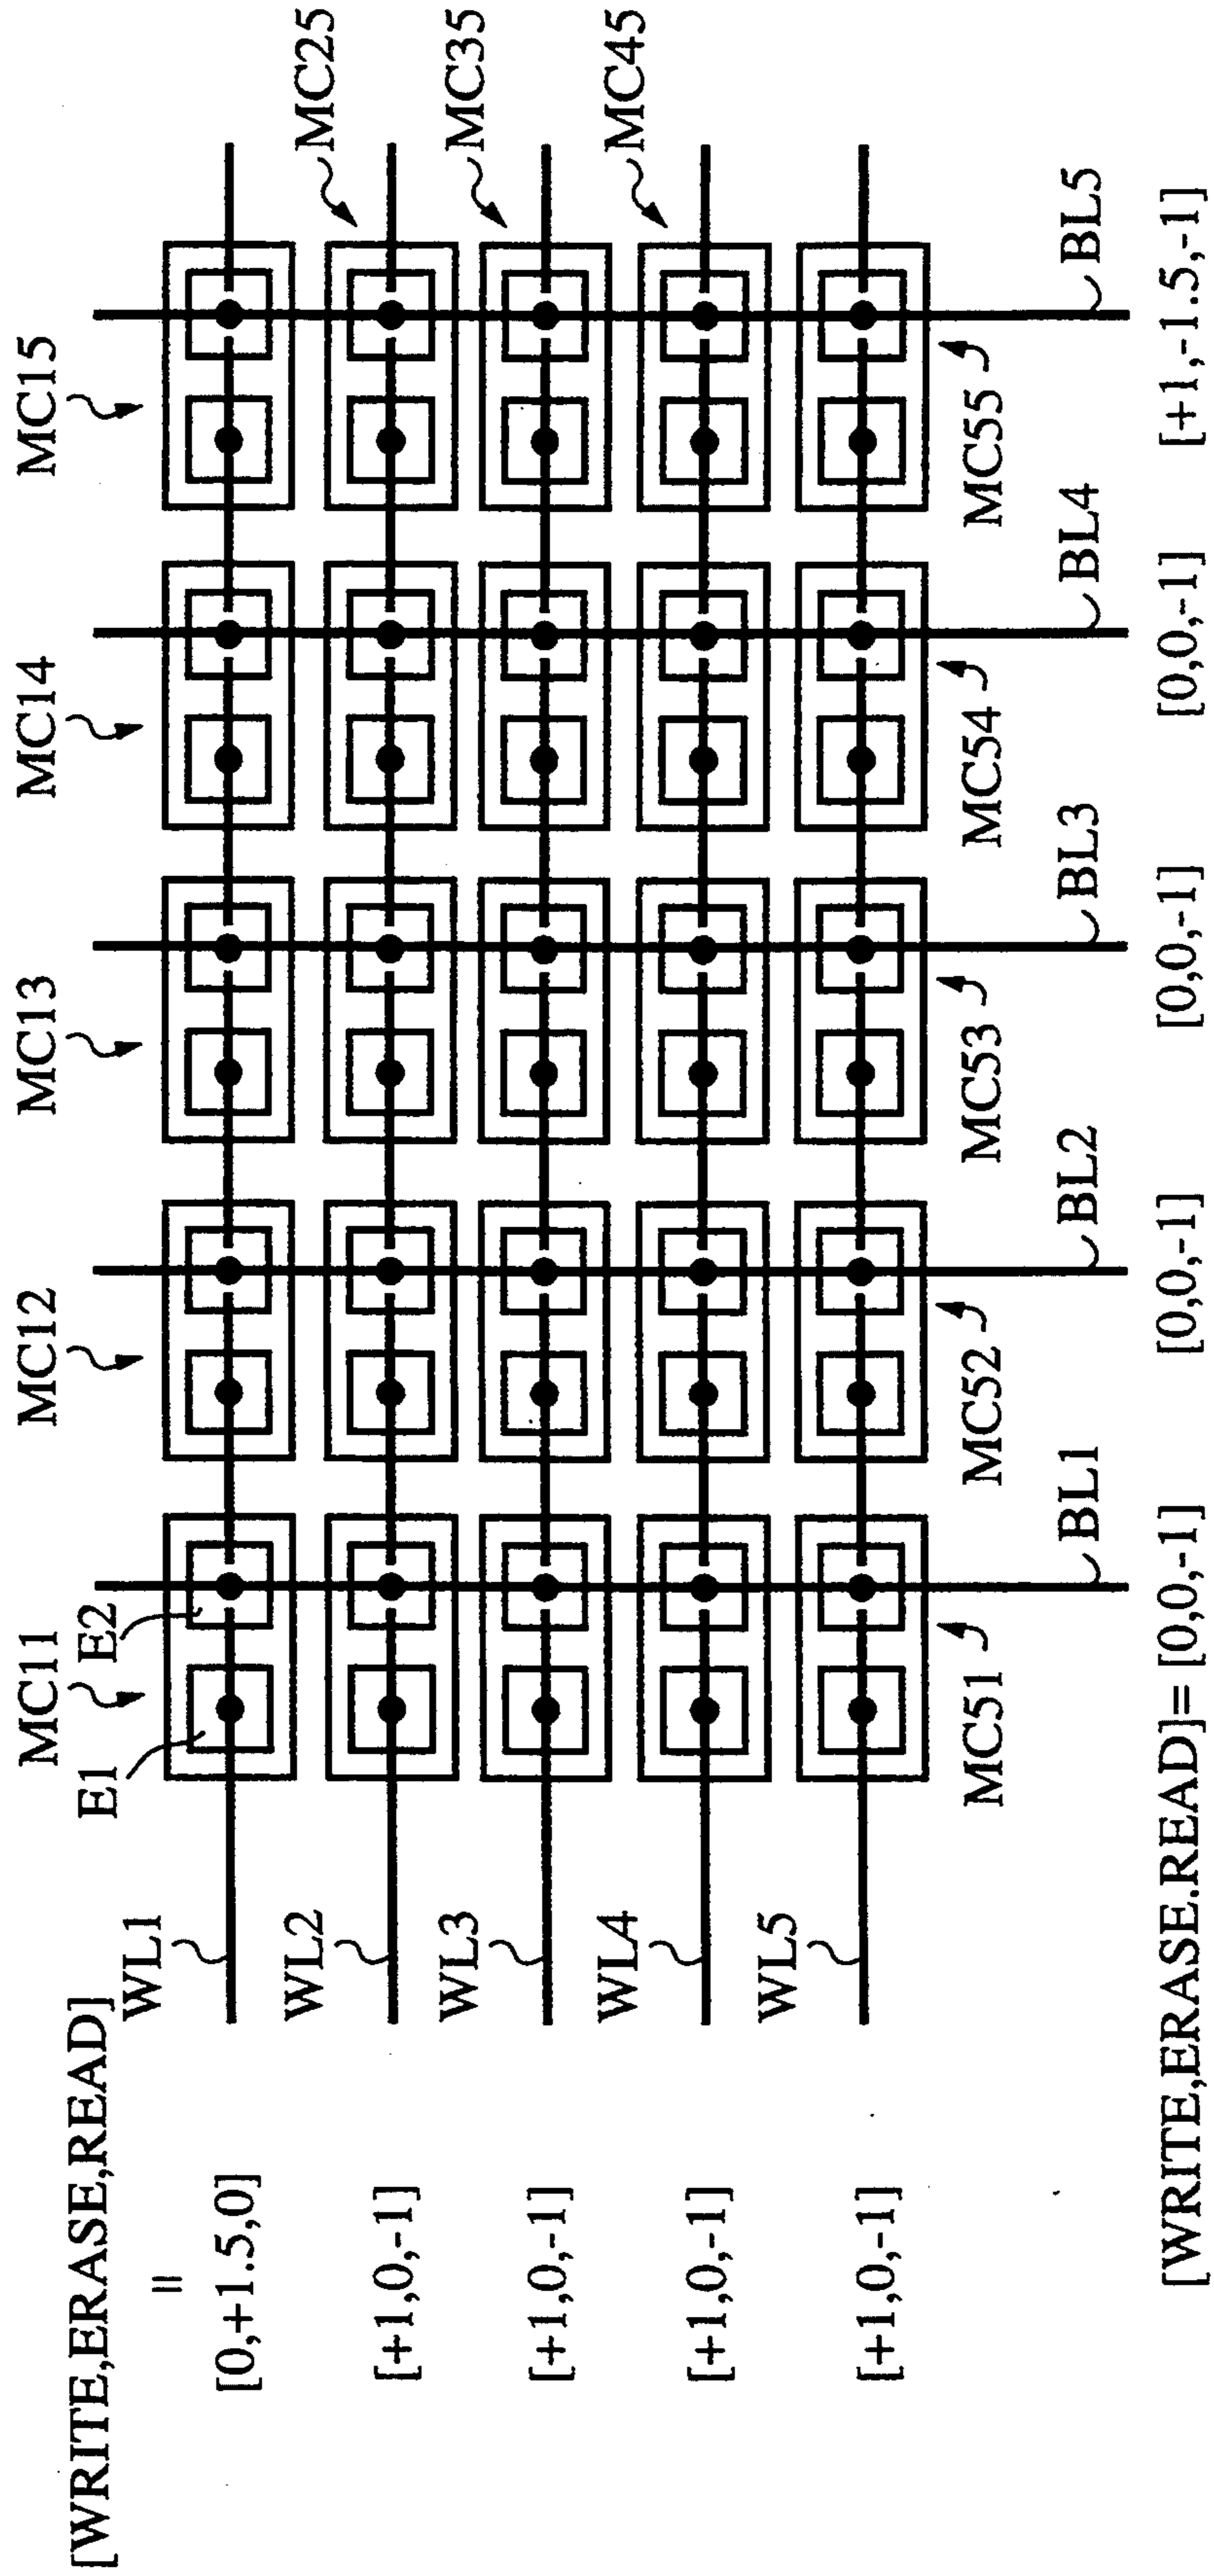 MC11 MC12 MC13 MC14 MC15
E1 E2
[WRITE,ERASE,READ]
=
[0,+1.5,0] WL1
MC25
[+1,0,-1] WL2
MC35
[+1,0,-1] WL3
MC45
[+1,0,-1] WL4
[+1,0,-1] WL5
MC51 MC52 MC53 MC54 MC55
BL1 BL2 BL3 BL4 BL5
[WRITE,ERASE.READ]= [0,0,-1] [0,0,-1] [0,0,-1] [0,0,-1] [+1,-1.5,-1]